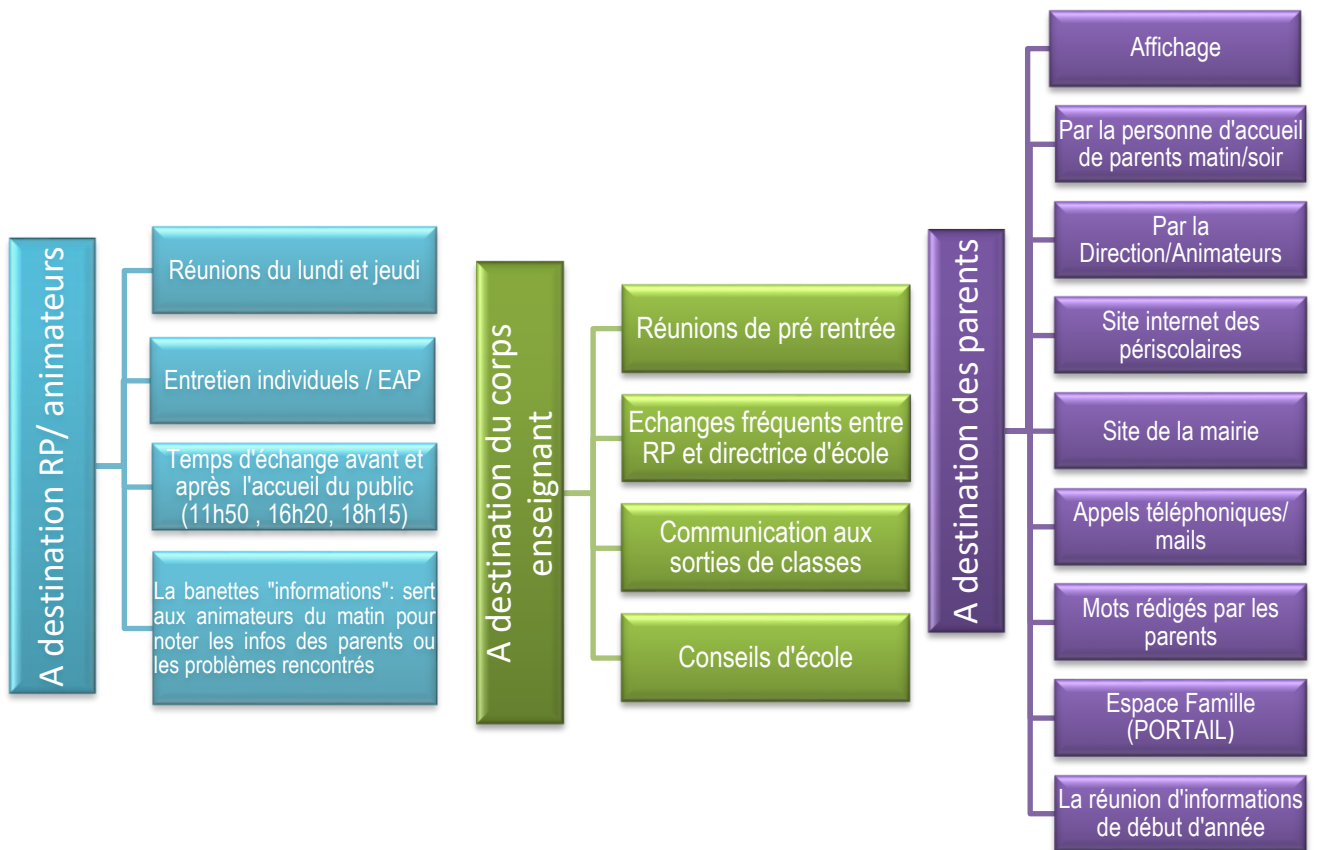 A destination RP/ animateurs
Réunions du lundi et jeudi
Entretien individuels / EAP
Temps d'échange avant et
après l'accueil du public
(11h50 , 16h20, 18h15)
La banettes "informations": sert
aux animateurs du matin pour
noter les infos des parents ou
les problèmes rencontrés
A destination du corps
enseignant
Réunions de pré rentrée
Echanges fréquents entre
RP et directrice d'école
Communication aux
sorties de classes
Conseils d'école
A destination des parents
Affichage
Par la personne d'accueil
de parents matin/soir
Par la
Direction/Animateurs
Site internet des
périscolaires
Site de la mairie
Appels téléphoniques/
mails
Mots rédigés par les
parents
Espace Famille
(PORTAIL)
La réunion d'informations
de début d'année